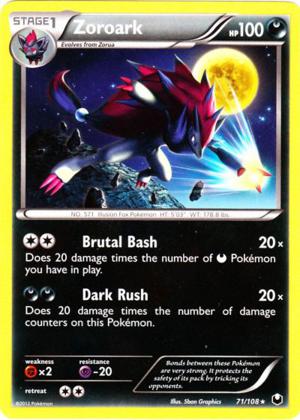 STAGE1 Zoroark HP100
Evolves from Zorua
NO. 571 Illusion Fox Pokémon HT: 5'03" WT: 178.8 lbs.
Brutal Bash 20×
Does 20 damage times the number of Pokémon
you have in play.
Dark Rush 20×
Does 20 damage times the number of damage
counters on this Pokémon.
weakness ×2 resistance -20
retreat
Bonds between these Pokémon
are very strong. It protects the
safety of its pack by tricking its
opponents.
©2012 Pokémon Illus. 5ban Graphics 71/108